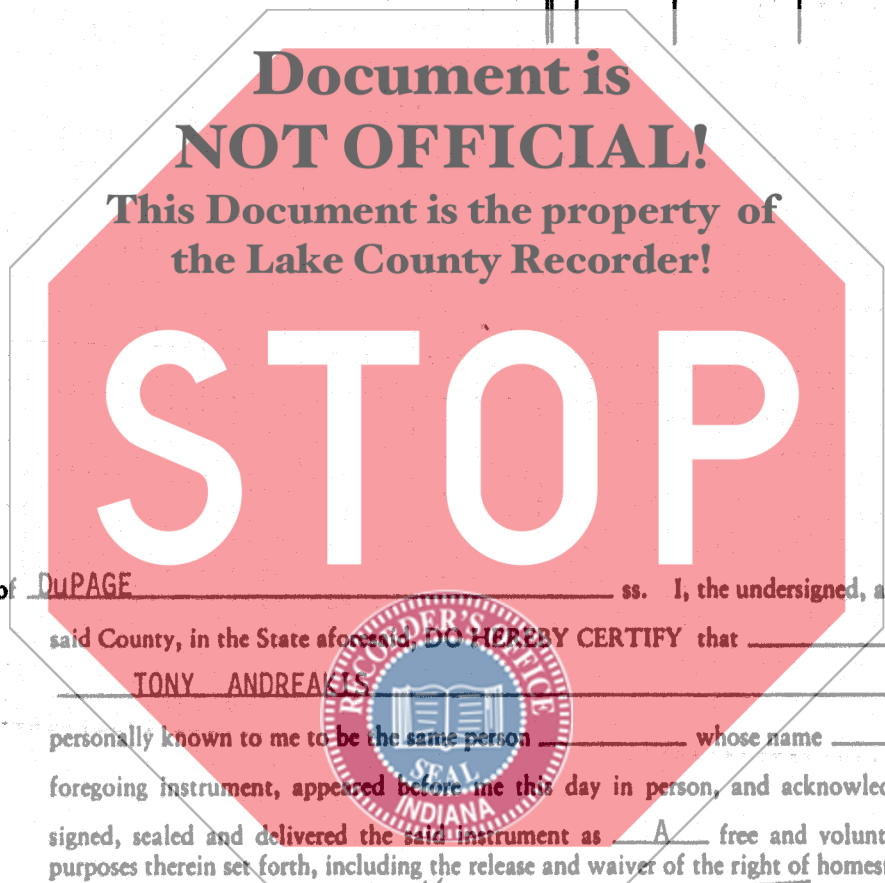 Document is
NOT OFFICIAL!
This Document is the property of
the Lake County Recorder!
STOP
of DuPAGE ss. I, the undersigned, a
said County, in the State aforesaid, DO HEREBY CERTIFY that
TONY ANDREAKIS
personally known to me to be the same person whose name
foregoing instrument, appeared before me this day in person, and acknowled
signed, sealed and delivered the said instrument as A free and volunt
purposes therein set forth, including the release and waiver of the right of homes
RECORDER'S OFFICE
SEAL
INDIANA